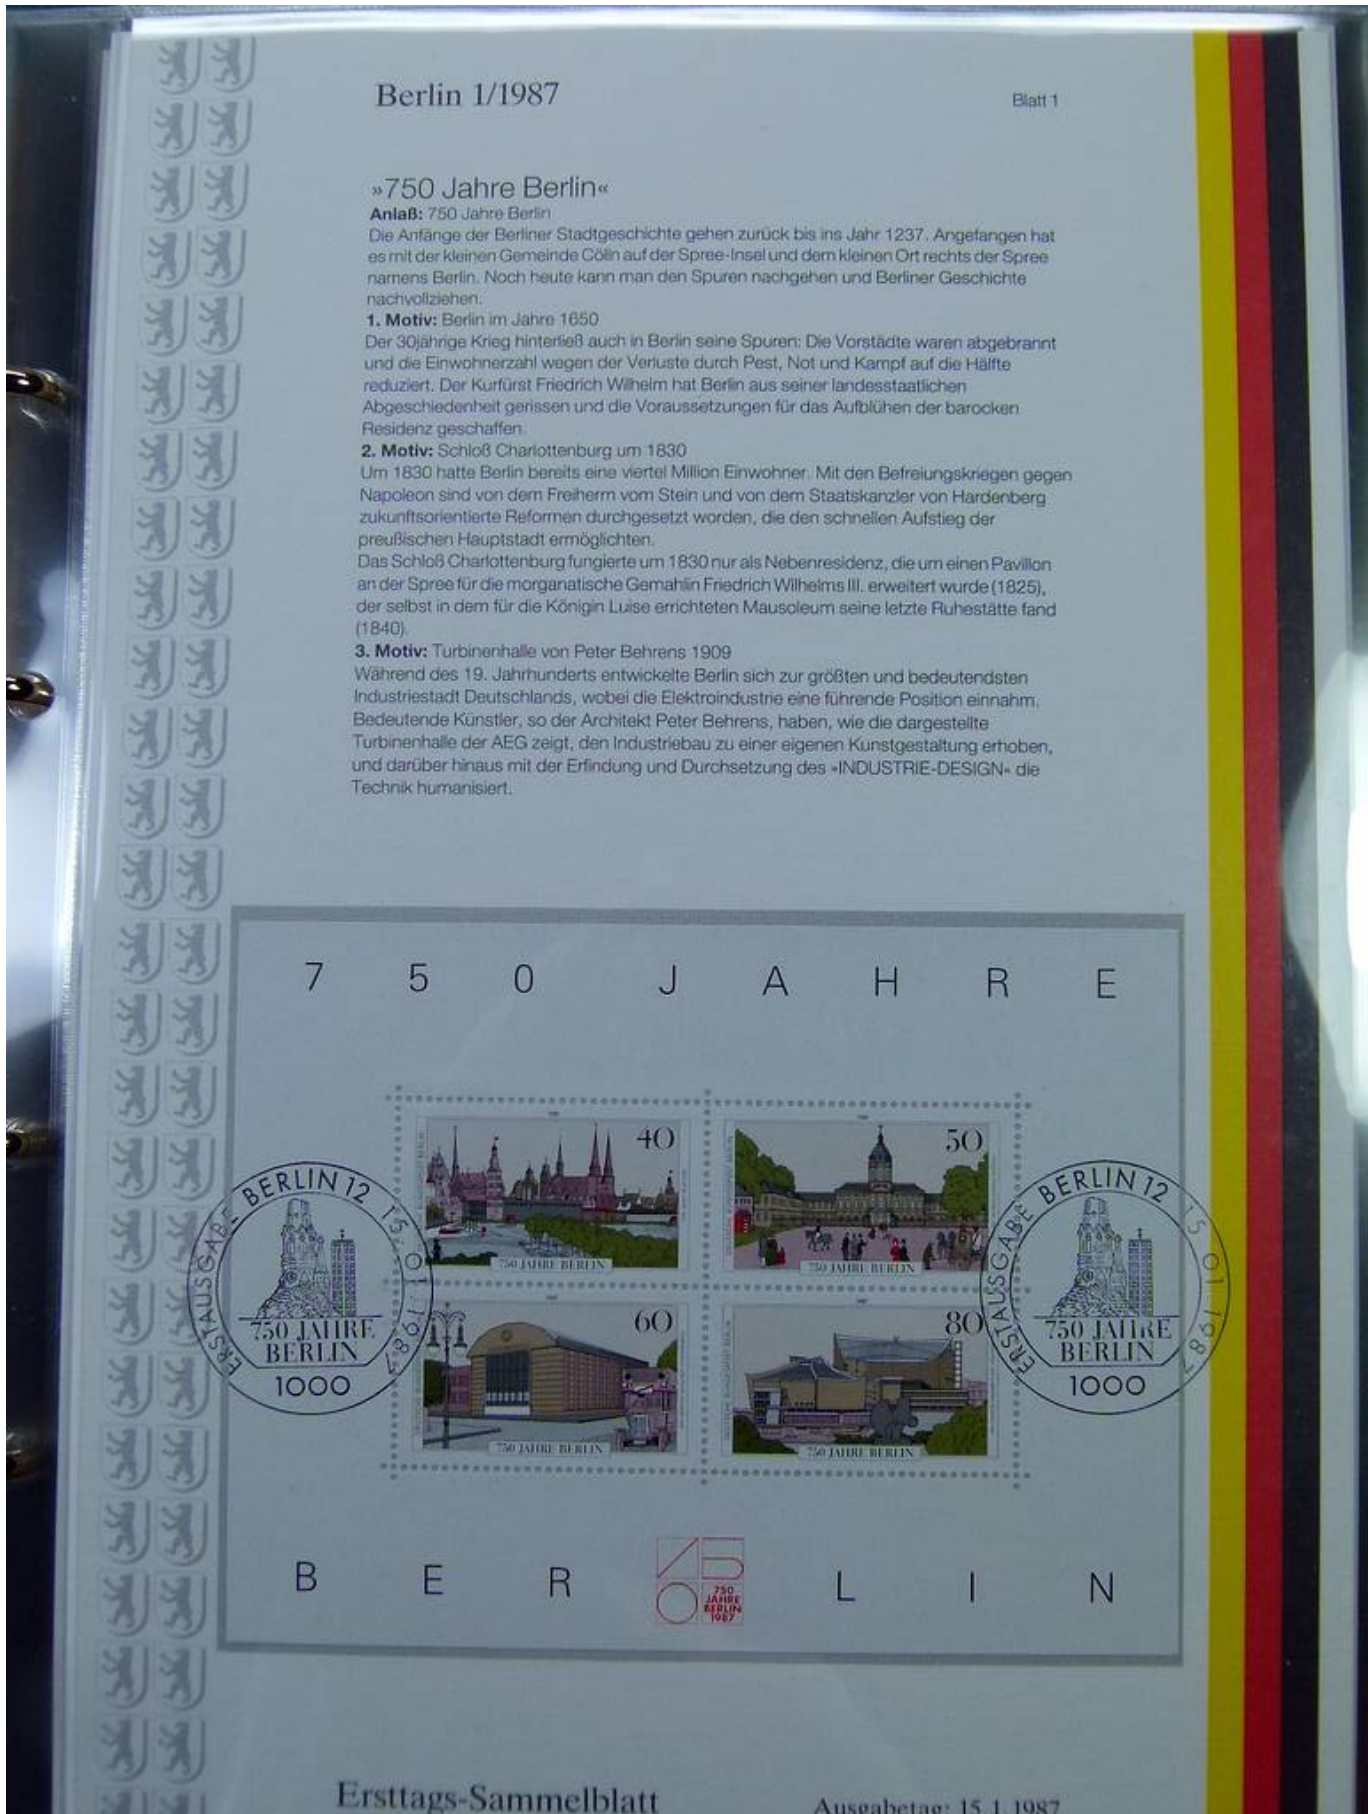 Berlin 1/1987
Blatt 1
»750 Jahre Berlin«
Anlaß: 750 Jahre Berlin
Die Anfänge der Berliner Stadtgeschichte gehen zurück bis ins Jahr 1237. Angefangen hat
es mit der kleinen Gemeinde Cölln auf der Spree-Insel und dem kleinen Ort rechts der Spree
namens Berlin. Noch heute kann man den Spuren nachgehen und Berliner Geschichte
nachvollziehen.
1. Motiv: Berlin im Jahre 1650
Der 30jährige Krieg hinterließ auch in Berlin seine Spuren: Die Vorstädte waren abgebrannt
und die Einwohnerzahl wegen der Verluste durch Pest, Not und Kampf auf die Hälfte
reduziert. Der Kurfürst Friedrich Wilhelm hat Berlin aus seiner landesstaatlichen
Abgeschiedenheit gerissen und die Voraussetzungen für das Aufblühen der barocken
Residenz geschaffen.
2. Motiv: Schloß Charlottenburg um 1830
Um 1830 hatte Berlin bereits eine viertel Million Einwohner. Mit den Befreiungskriegen gegen
Napoleon sind von dem Freiherrn vom Stein und von dem Staatskanzler von Hardenberg
zukunftsorientierte Reformen durchgesetzt worden, die den schnellen Aufstieg der
preußischen Hauptstadt ermöglichten.
Das Schloß Charlottenburg fungierte um 1830 nur als Nebenresidenz, die um einen Pavillon
an der Spree für die morganatische Gemahlin Friedrich Wilhelms III. erweitert wurde (1825),
der selbst in dem für die Königin Luise errichteten Mausoleum seine letzte Ruhestätte fand
(1840).
3. Motiv: Turbinenhalle von Peter Behrens 1909
Während des 19. Jahrhunderts entwickelte Berlin sich zur größten und bedeutendsten
Industriestadt Deutschlands, wobei die Elektroindustrie eine führende Position einnahm.
Bedeutende Künstler, so der Architekt Peter Behrens, haben, wie die dargestellte
Turbinenhalle der AEG zeigt, den Industriebau zu einer eigenen Kunstgestaltung erhoben,
und darüber hinaus mit der Erfindung und Durchsetzung des »INDUSTRIE-DESIGN« die
Technik humanisiert.
7 5 0 J A H R E
40
750 JAHRE BERLIN
50
750 JAHRE BERLIN
60
750 JAHRE BERLIN
80
750 JAHRE BERLIN
ERSTAUSGABE BERLIN 12 15.01.1987
750 JAHRE
BERLIN
1000
ERSTAUSGABE BERLIN 12 15.01.1987
750 JAHRE
BERLIN
1000
B E R L I N
750
JAHRE
BERLIN
1987
Ersttags-Sammelblatt
Ausgabetag: 15.1.1987